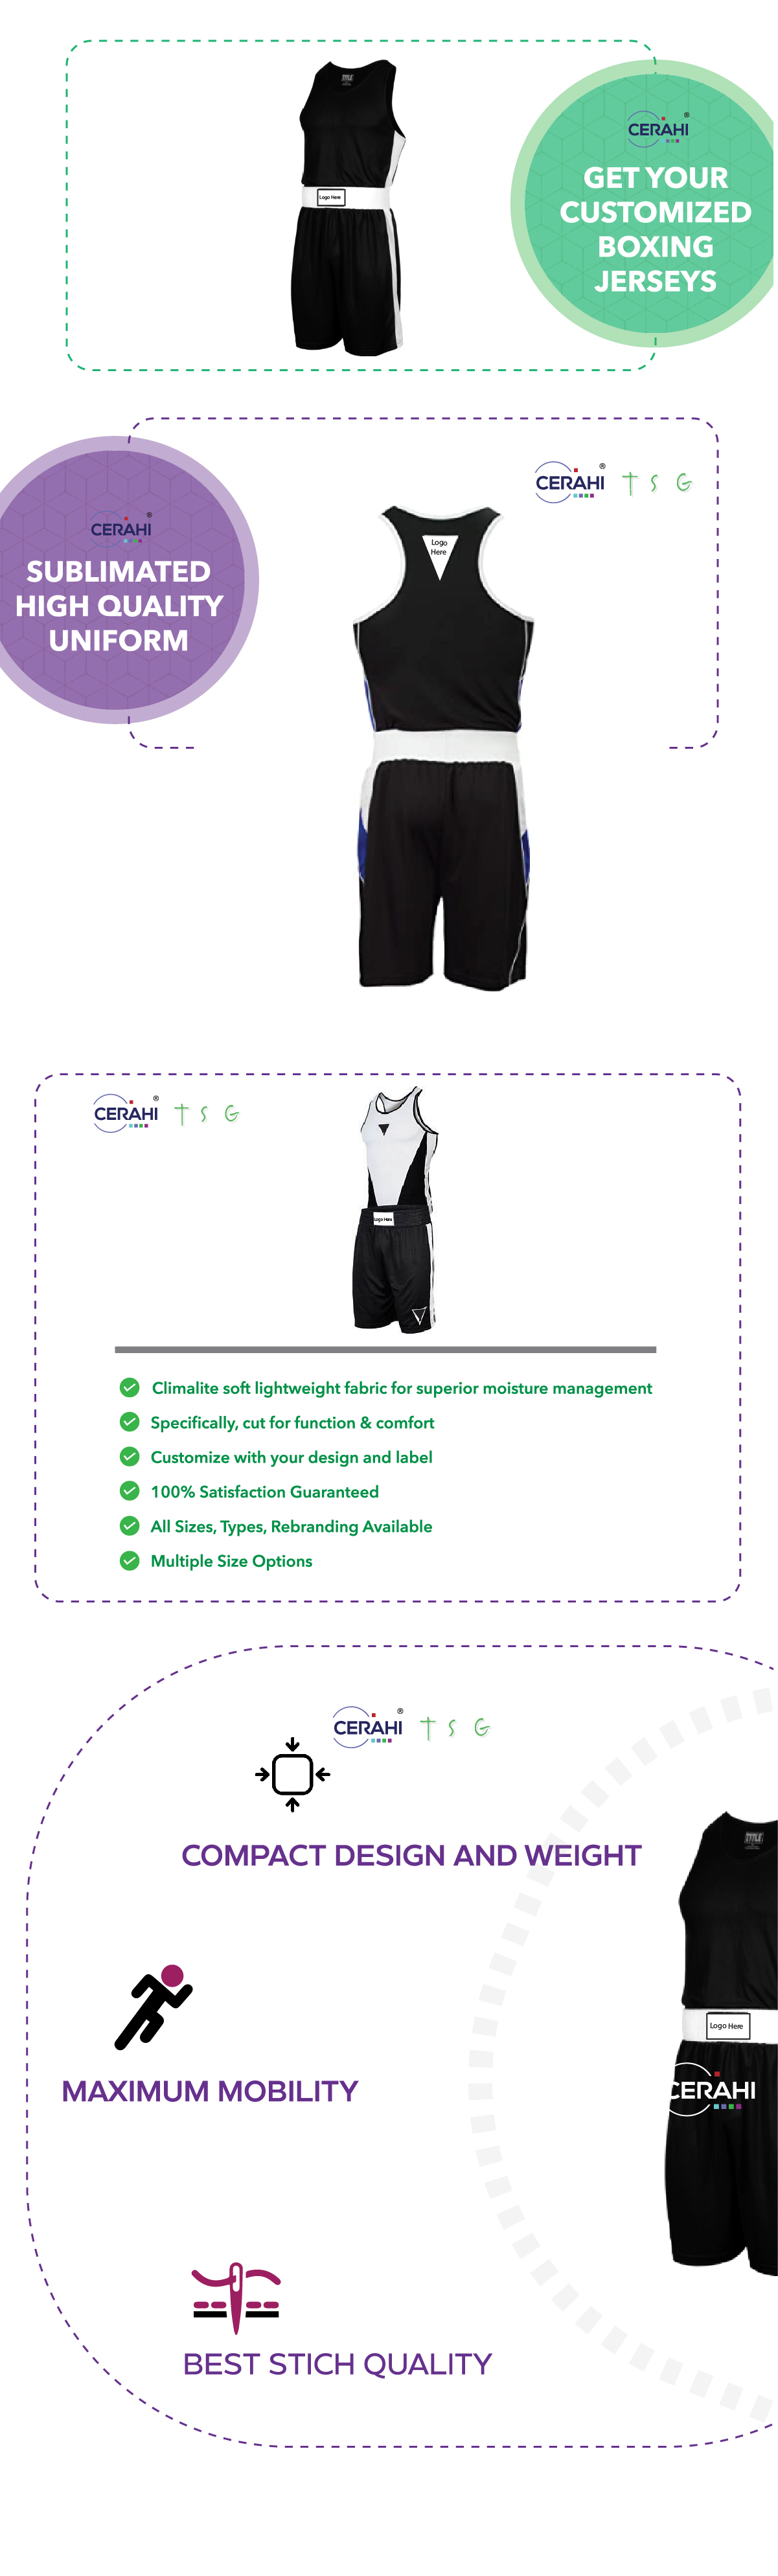 TITLE
Logo Here
CERAHI ®
GET YOUR
CUSTOMIZED
BOXING
JERSEYS
CERAHI ® T S G
Logo
Here
CERAHI ®
SUBLIMATED
HIGH QUALITY
UNIFORM
CERAHI ® T S G
Logo Here
Climalite soft lightweight fabric for superior moisture management
Specifically, cut for function & comfort
Customize with your design and label
100% Satisfaction Guaranteed
All Sizes, Types, Rebranding Available
Multiple Size Options
CERAHI ® T S G
COMPACT DESIGN AND WEIGHT
TITLE
Logo Here
MAXIMUM MOBILITY
CERAHI
BEST STICH QUALITY